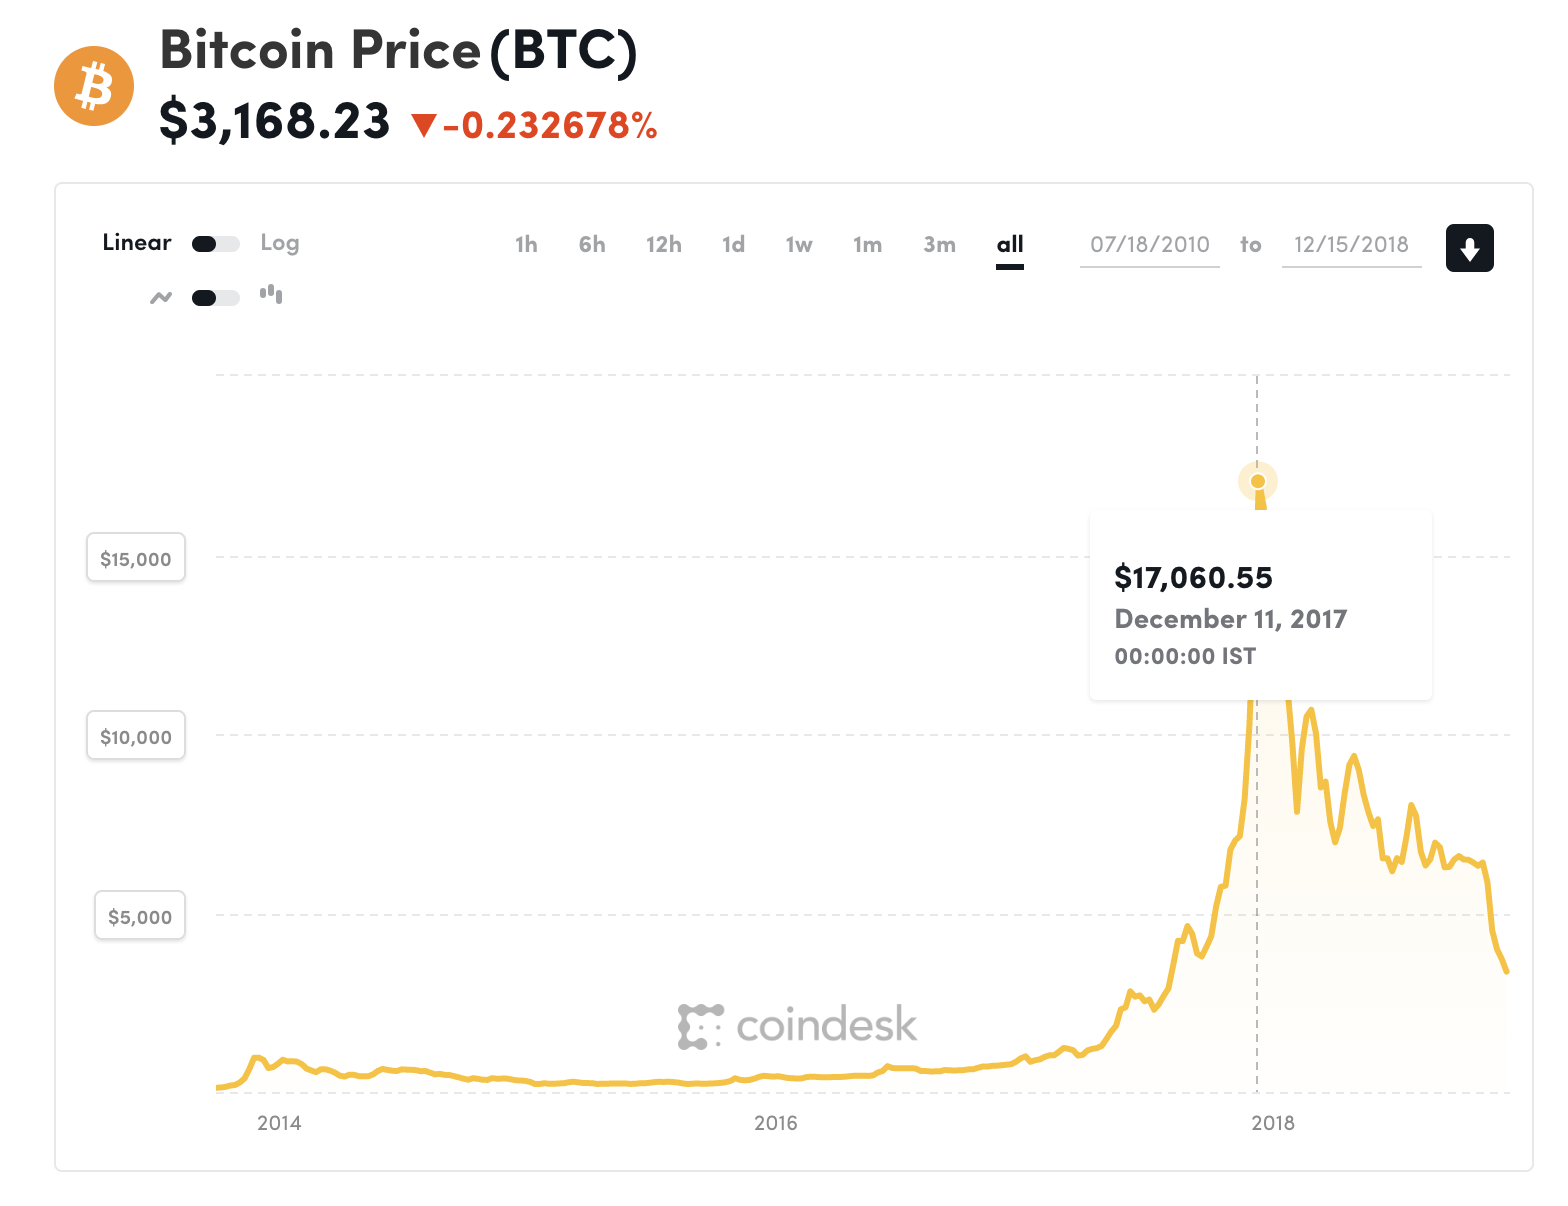 Bitcoin Price (BTC)
$3,168.23 ▼-0.232678%
Linear Log 1h 6h 12h 1d 1w 1m 3m all 07/18/2010 to 12/15/2018
$15,000
$17,060.55
December 11, 2017
00:00:00 IST
$10,000
$5,000
coindesk
2014 2016 2018